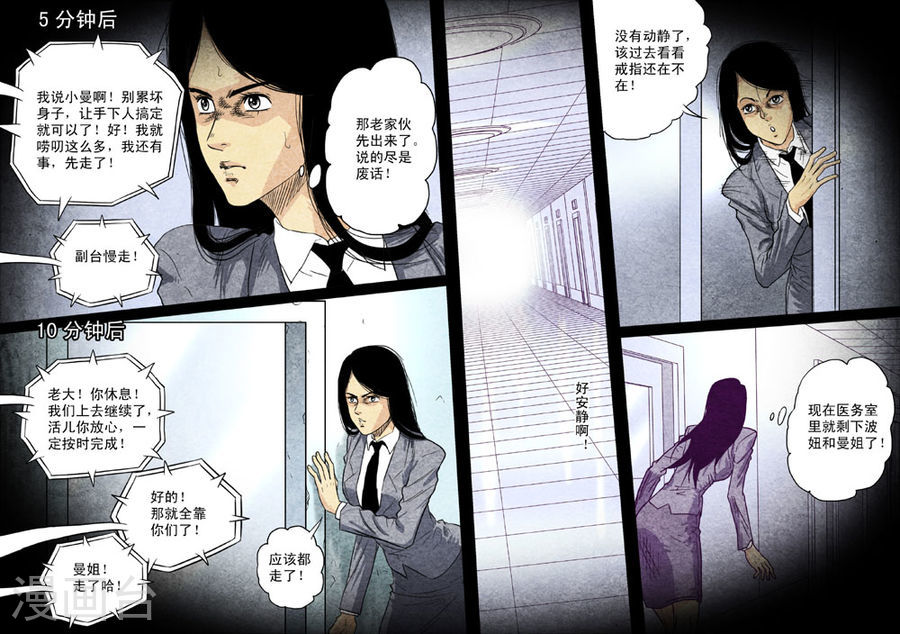 5 分钟后
我说小曼啊！别累坏
身子，让手下人搞定
就可以了！好！我就
唠叨这么多，我还有
事，先走了！
那老家伙
先出来了。
说的尽是
废话！
副台慢走！
10 分钟后
老大！你休息！
我们上去继续了，
活儿你放心，一
定按时完成！
好的！
那就全靠
你们了！
曼姐！
走了哈！
应该都
走了！
好安静啊！
没有动静了，
该过去看看
戒指还在不
在！
现在医务室
里就剩下波
妞和曼姐了！
漫画台